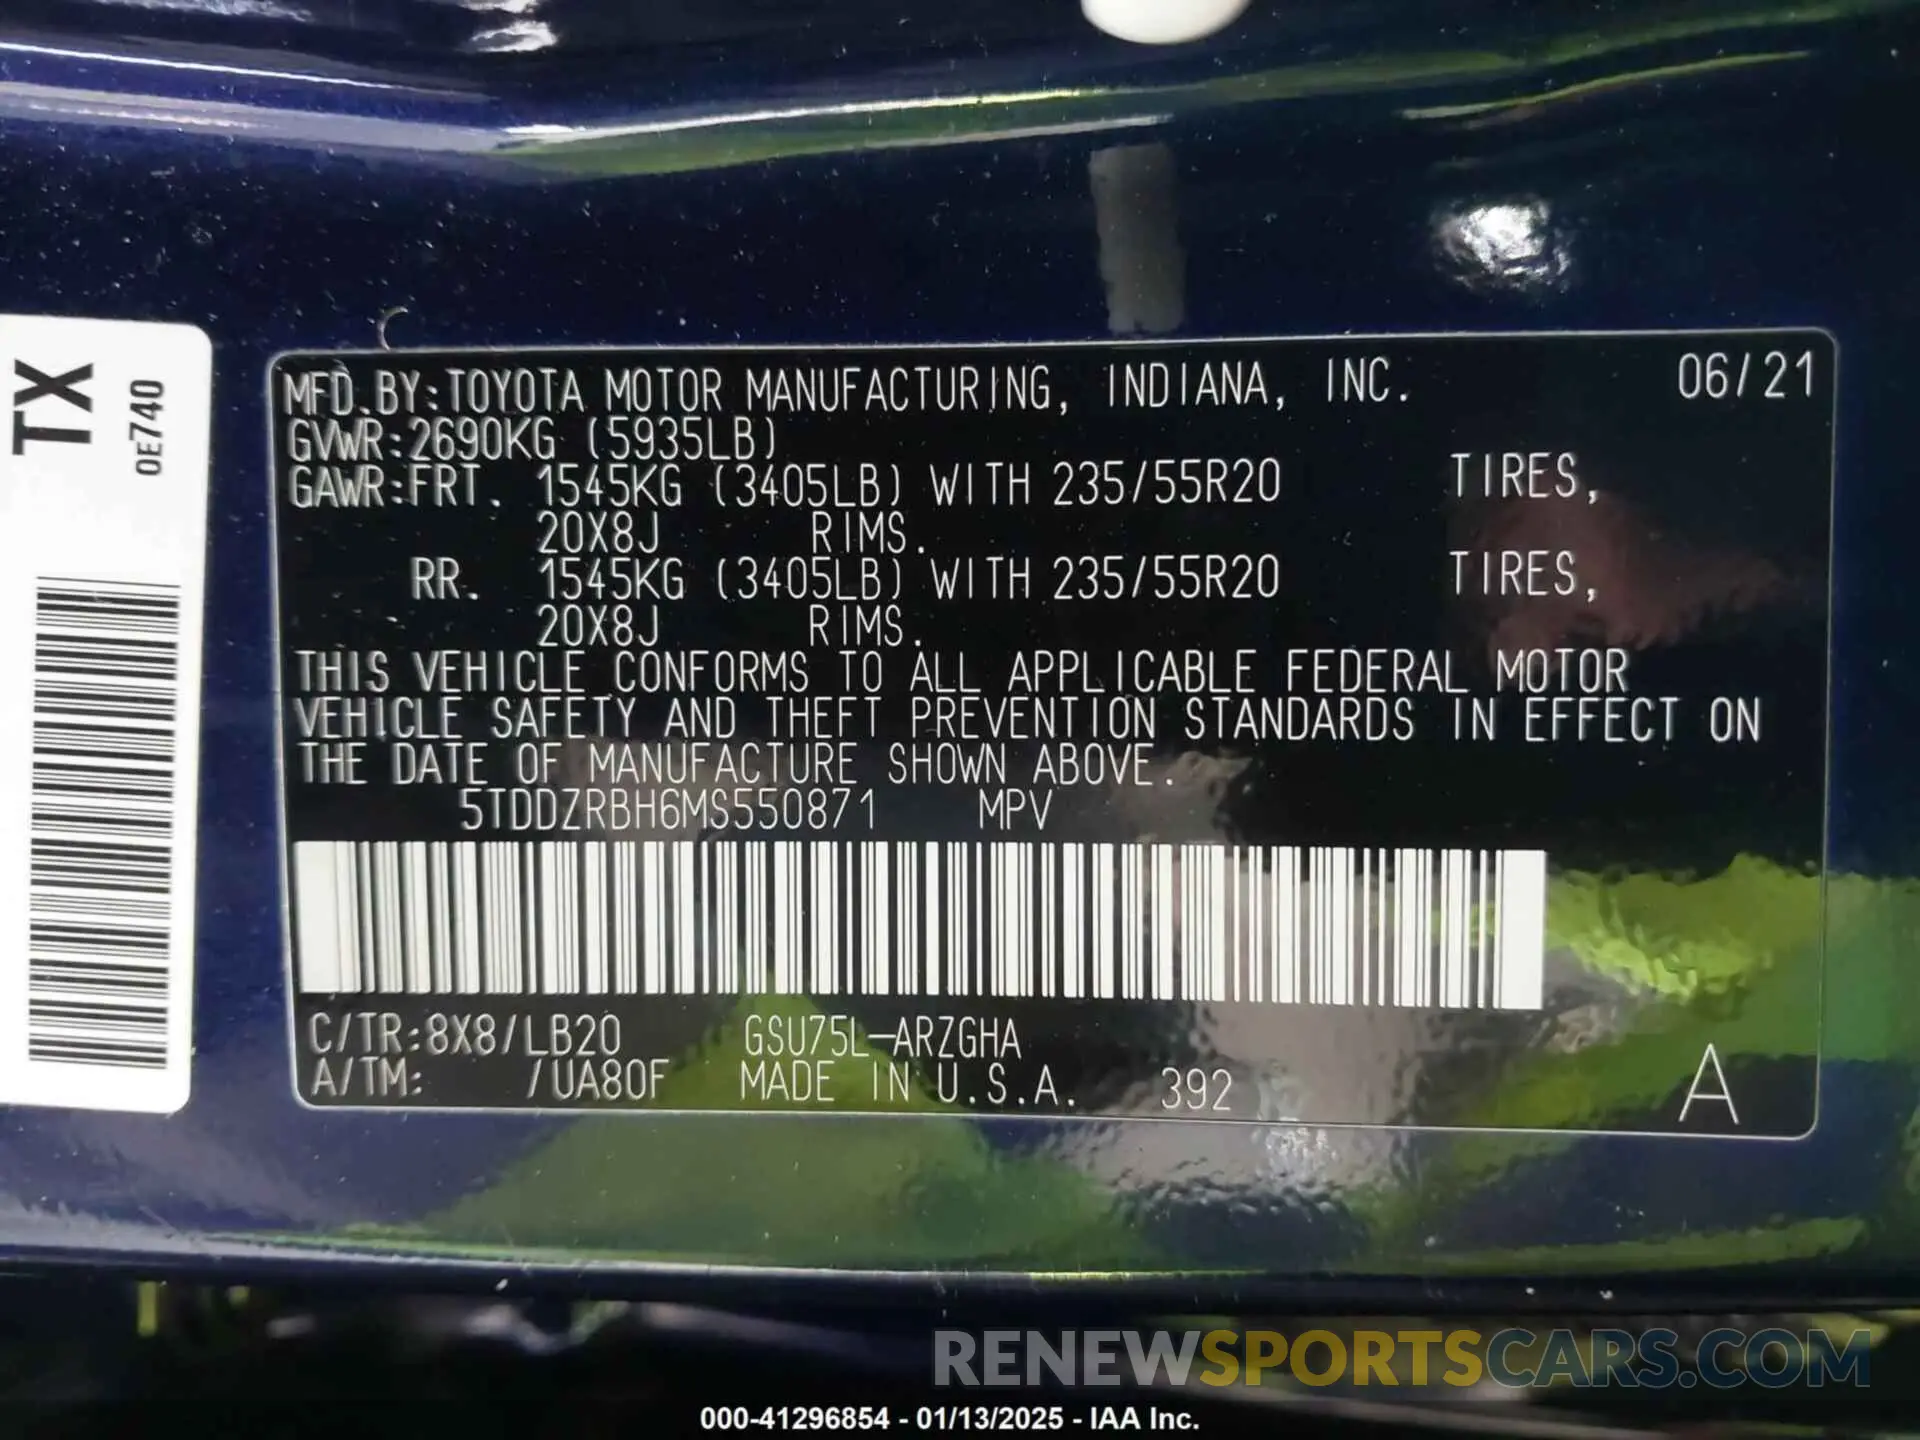 TX
0E740
MFD.BY:TOYOTA MOTOR MANUFACTURING, INDIANA, INC. 06/21
GVWR:2690KG (5935LB)
GAWR:FRT. 1545KG (3405LB) WITH 235/55R20 TIRES,
20X8J RIMS.
RR. 1545KG (3405LB) WITH 235/55R20 TIRES,
20X8J RIMS.
THIS VEHICLE CONFORMS TO ALL APPLICABLE FEDERAL MOTOR
VEHICLE SAFETY AND THEFT PREVENTION STANDARDS IN EFFECT ON
THE DATE OF MANUFACTURE SHOWN ABOVE.
5TDDZRBH6MS550871 MPV
C/TR:8X8/LB20 GSU75L-ARZGHA
A/TM: /UA80F MADE IN U.S.A. 392 A
RENEWSPORTSCARS.COM
000-41296854 - 01/13/2025 - IAA Inc.